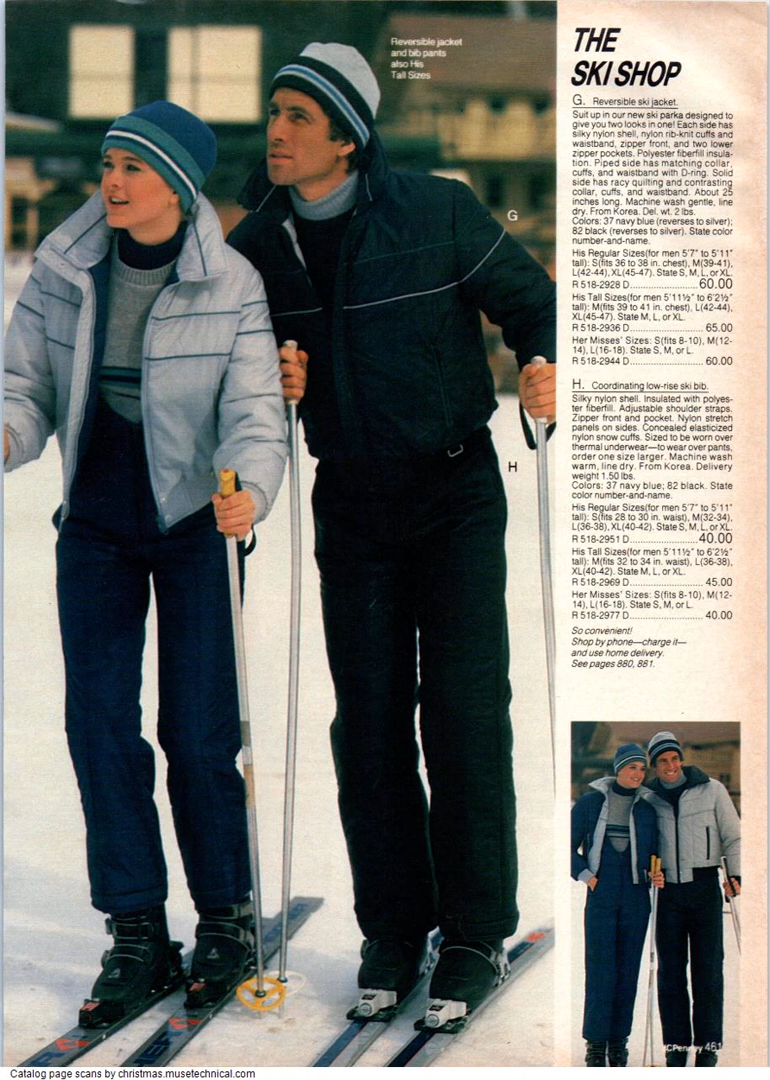 Reversible jacket
and bib pants
also His
Tall Sizes
G
H
THE
SKI SHOP
G. Reversible ski jacket.
Suit up in our new ski parka designed to
give you two looks in one! Each side has
silky nylon shell, nylon rib-knit cuffs and
waistband, zipper front, and two lower
zipper pockets. Polyester fiberfill insula-
tion. Piped side has matching collar,
cuffs, and waistband with D-ring. Solid
side has racy quilting and contrasting
collar, cuffs, and waistband. About 25
inches long. Machine wash gentle, line
dry. From Korea. Del. wt. 2 lbs.
Colors: 37 navy blue (reverses to silver);
82 black (reverses to silver). State color
number-and-name.
His Regular Sizes(for men 5'7" to 5'11"
tall): S(fits 36 to 38 in. chest), M(39-41),
L(42-44), XL(45-47). State S, M, L, or XL.
R 518-2928 D........................60.00
His Tall Sizes(for men 5'11½" to 6'2½"
tall): M(fits 39 to 41 in. chest), L(42-44),
XL(45-47). State M, L, or XL.
R 518-2936 D........................... 65.00
Her Misses' Sizes: S(fits 8-10), M(12-
14), L(16-18). State S, M, or L.
R 518-2944 D........................... 60.00
H. Coordinating low-rise ski bib.
Silky nylon shell. Insulated with polyes-
ter fiberfill. Adjustable shoulder straps.
Zipper front and pocket. Nylon stretch
panels on sides. Concealed elasticized
nylon snow cuffs. Sized to be worn over
thermal underwear—to wear over pants,
order one size larger. Machine wash
warm, line dry. From Korea. Delivery
weight 1.50 lbs.
Colors: 37 navy blue; 82 black. State
color number-and-name.
His Regular Sizes(for men 5'7" to 5'11"
tall): S(fits 28 to 30 in. waist), M(32-34),
L(36-38), XL(40-42). State S, M, L, or XL.
R 518-2951 D........................40.00
His Tall Sizes(for men 5'11½" to 6'2½"
tall): M(fits 32 to 34 in. waist), L(36-38),
XL(40-42). State M, L, or XL.
R 518-2969 D........................... 45.00
Her Misses' Sizes: S(fits 8-10), M(12-
14), L(16-18). State S, M, or L.
R 518-2977 D........................... 40.00
So convenient!
Shop by phone—charge it—
and use home delivery.
See pages 880, 881.
JCPenney 461
Catalog page scans by christmas.musetechnical.com